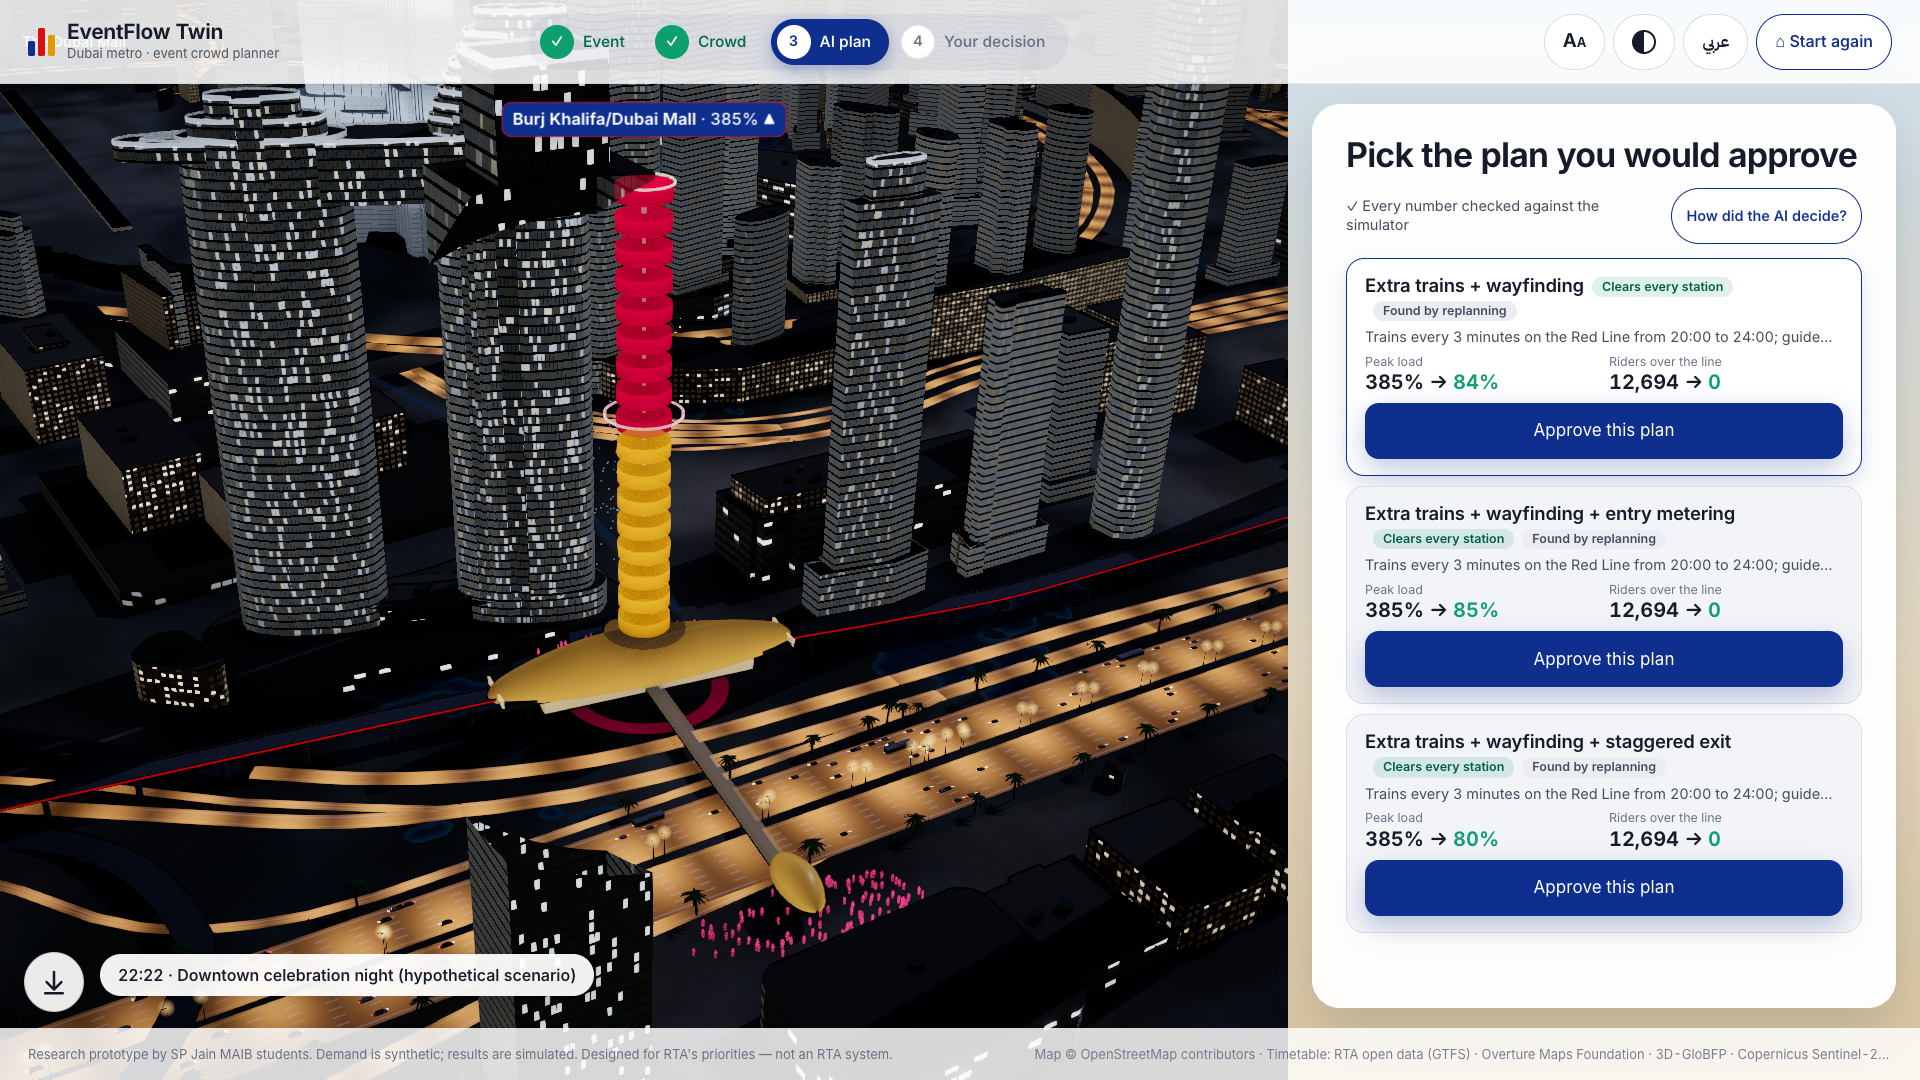 EventFlow Twin
Dubai metro · event crowd planner
Event
Crowd
3 AI plan
4 Your decision
AA
عربي
⌂ Start again
Burj Khalifa/Dubai Mall · 385% ▲
Pick the plan you would approve
✓ Every number checked against the
simulator
How did the AI decide?
Extra trains + wayfinding Clears every station
Found by replanning
Trains every 3 minutes on the Red Line from 20:00 to 24:00; guide...
Peak load Riders over the line
385% → 84% 12,694 → 0
Approve this plan
Extra trains + wayfinding + entry metering
Clears every station Found by replanning
Trains every 3 minutes on the Red Line from 20:00 to 24:00; guide...
Peak load Riders over the line
385% → 85% 12,694 → 0
Approve this plan
Extra trains + wayfinding + staggered exit
Clears every station Found by replanning
Trains every 3 minutes on the Red Line from 20:00 to 24:00; guide...
Peak load Riders over the line
385% → 80% 12,694 → 0
Approve this plan
22:22 · Downtown celebration night (hypothetical scenario)
Research prototype by SP Jain MAIB students. Demand is synthetic; results are simulated. Designed for RTA's priorities — not an RTA system.
Map © OpenStreetMap contributors · Timetable: RTA open data (GTFS) · Overture Maps Foundation · 3D-GloBFP · Copernicus Sentinel-2...